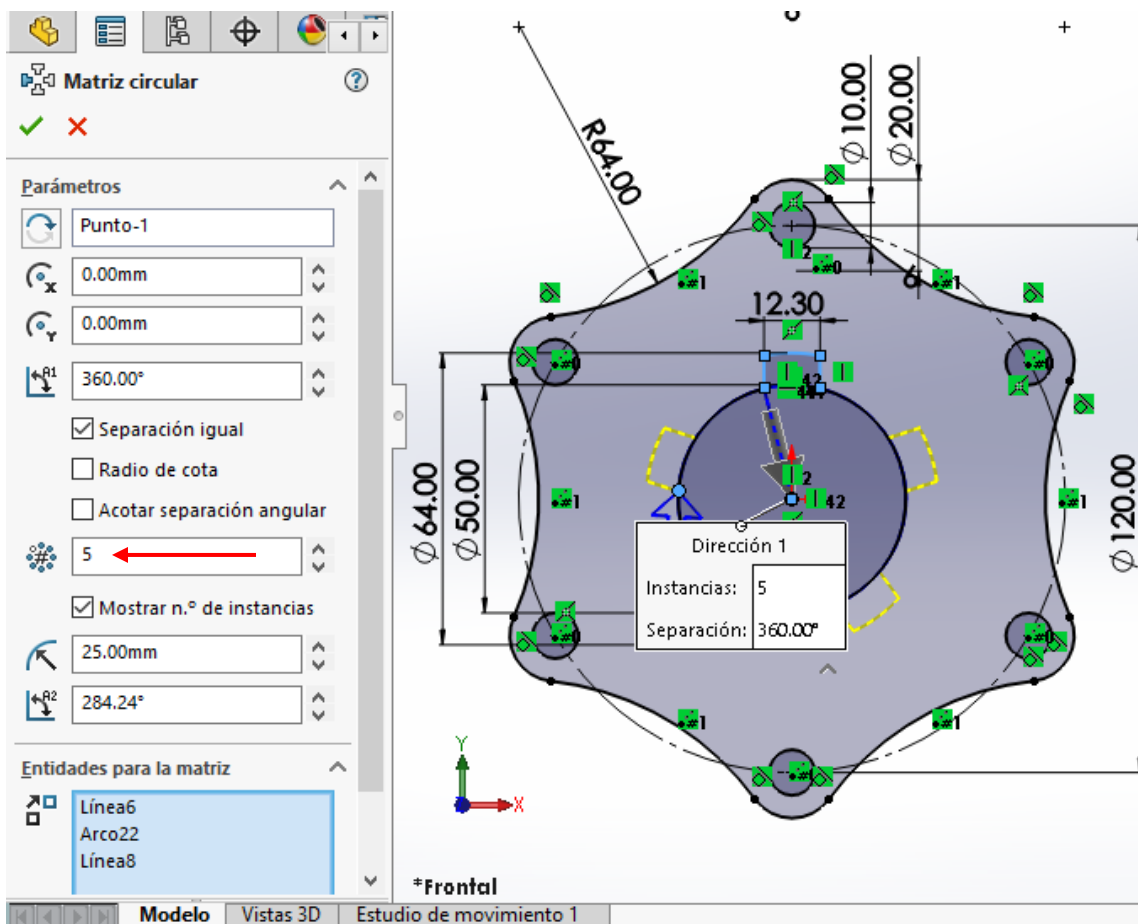 Matriz circular
Parámetros
Punto-1
0.00mm
0.00mm
360.00°
Separación igual
Radio de cota
Acotar separación angular
5
Mostrar n.º de instancias
25.00mm
284.24°
Entidades para la matriz
Línea6
Arco22
Línea8
R64.00
Ø10.00
Ø20.00
12.30
Ø64.00
Ø50.00
Ø120.00
Dirección 1
Instancias: 5
Separación: 360.00°
Y
X
*Frontal
Modelo
Vistas 3D
Estudio de movimiento 1